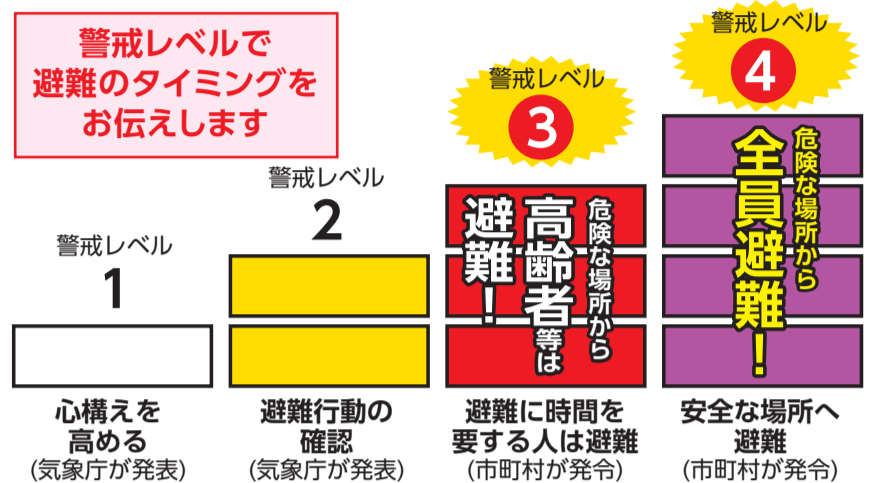 警戒レベルで
避難のタイミングを
お伝えします
警戒レベル
1
心構えを
高める
(気象庁が発表)
警戒レベル
2
避難行動の
確認
(気象庁が発表)
警戒レベル
3
危険な場所から
高齢者等は
避難!
避難に時間を
要する人は避難
(市町村が発令)
警戒レベル
4
危険な場所から
全員避難!
安全な場所へ
避難
(市町村が発令)